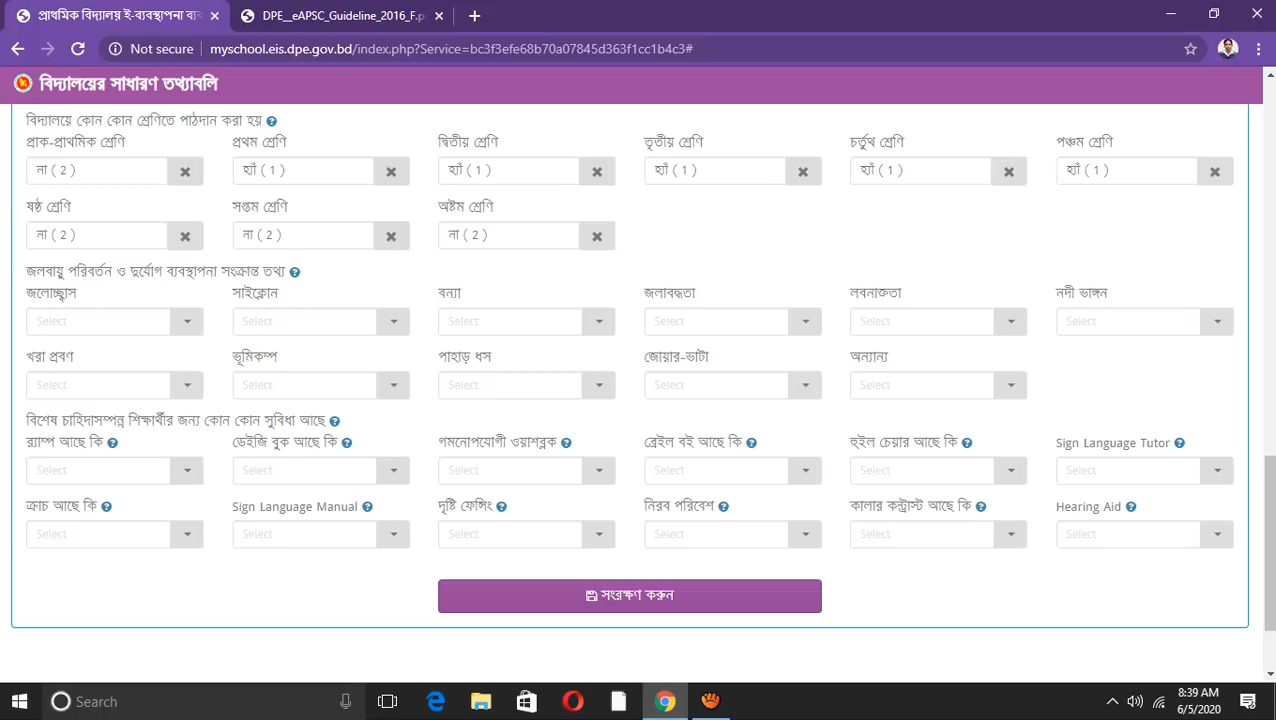 প্রাথমিক বিদ্যালয় ই-ব্যবস্থাপনা ব্য
DPE__eAPSC_Guideline_2016_F.p
Not secure myschool.eis.dpe.gov.bd/index.php?Service=bc3f3efe68b70a07845d363f1cc1b4c3#
বিদ্যালয়ের সাধারণ তথ্যাবলি
বিদ্যালয়ে কোন কোন শ্রেণিতে পাঠদান করা হয়
প্রাক-প্রাথমিক শ্রেণি প্রথম শ্রেণি দ্বিতীয় শ্রেণি তৃতীয় শ্রেণি চর্তুথ শ্রেণি পঞ্চম শ্রেণি
না ( 2 ) হ্যাঁ ( 1 ) হ্যাঁ ( 1 ) হ্যাঁ ( 1 ) হ্যাঁ ( 1 ) হ্যাঁ ( 1 )
ষষ্ঠ শ্রেণি সপ্তম শ্রেণি অষ্টম শ্রেণি
না ( 2 ) না ( 2 ) না ( 2 )
জলবায়ু পরিবর্তন ও দুর্যোগ ব্যবস্থাপনা সংক্রান্ত তথ্য
জলোচ্ছ্বাস সাইক্লোন বন্যা জলাবদ্ধতা লবনাক্ততা নদী ভাঙ্গন
Select Select Select Select Select Select
খরা প্রবণ ভূমিকম্প পাহাড় ধস জোয়ার-ভাটা অন্যান্য
Select Select Select Select Select
বিশেষ চাহিদাসম্পন্ন শিক্ষার্থীর জন্য কোন কোন সুবিধা আছে
র‍্যাম্প আছে কি ডেইজি বুক আছে কি গমনোপযোগী ওয়াশব্লক ব্রেইল বই আছে কি হুইল চেয়ার আছে কি Sign Language Tutor
Select Select Select Select Select Select
ক্রাচ আছে কি Sign Language Manual দৃষ্টি ফেন্সিং নিরব পরিবেশ কালার কন্ট্রাস্ট আছে কি Hearing Aid
Select Select Select Select Select Select
সংরক্ষণ করুন
Search
8:39 AM
6/5/2020